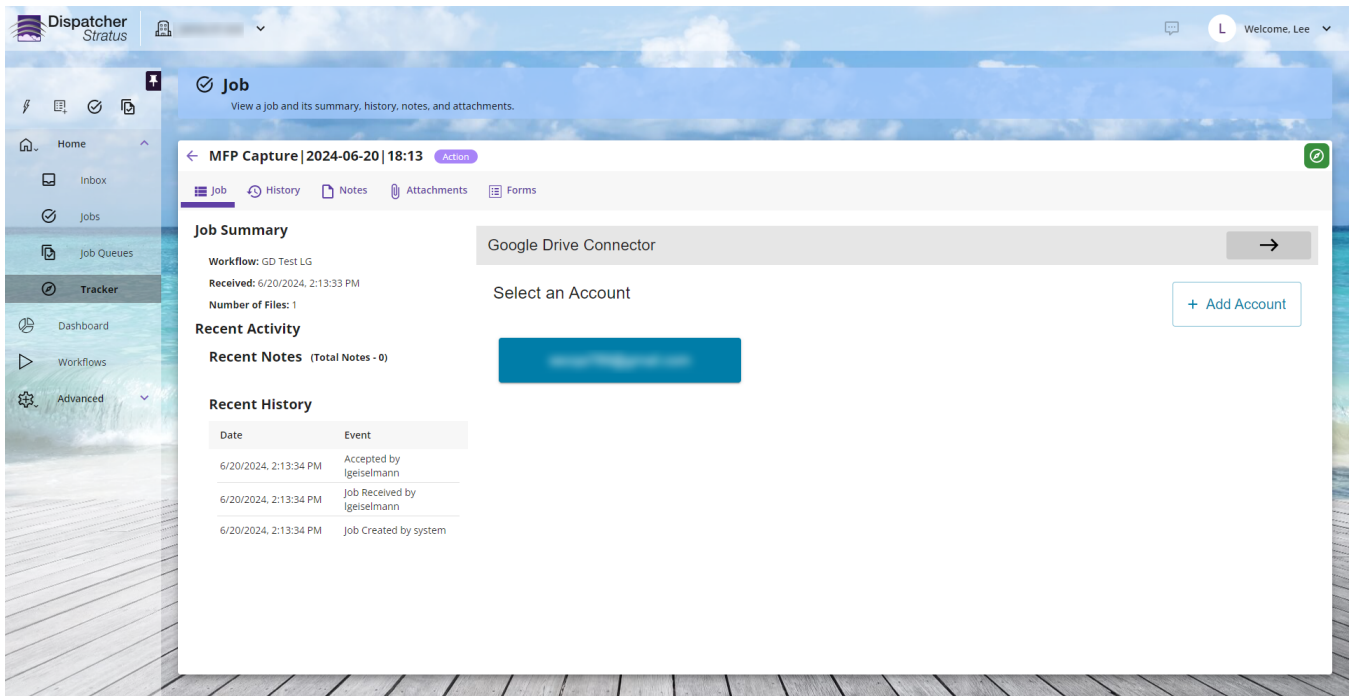 Dispatcher
Stratus
L
Welcome, Lee
Job
View a job and its summary, history, notes, and attachments.
Home
Inbox
Jobs
Job Queues
Tracker
Dashboard
Workflows
Advanced
MFP Capture|2024-06-20|18:13 Action
Job History Notes Attachments Forms
Job Summary
Workflow: GD Test LG
Received: 6/20/2024, 2:13:33 PM
Number of Files: 1
Recent Activity
Recent Notes (Total Notes - 0)
Recent History
Date Event
6/20/2024, 2:13:34 PM Accepted by
lgeiselmann
6/20/2024, 2:13:34 PM Job Received by
lgeiselmann
6/20/2024, 2:13:34 PM Job Created by system
Google Drive Connector
Select an Account
+ Add Account